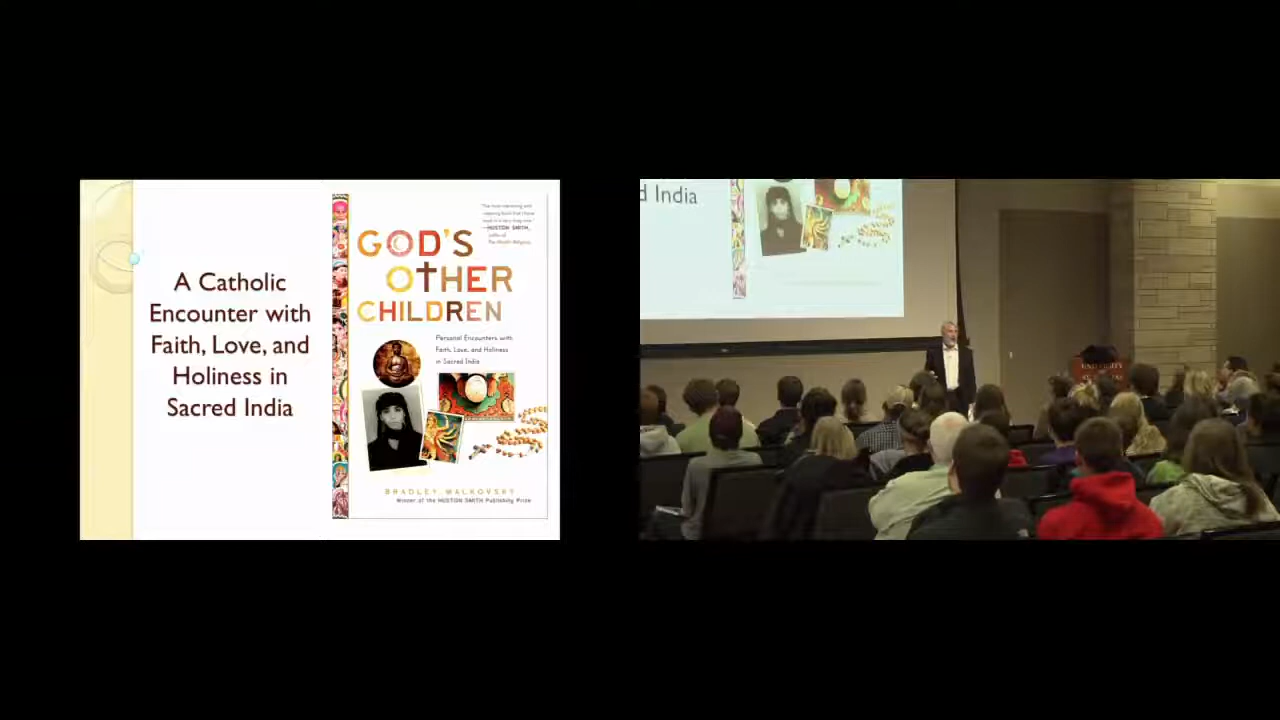 A Catholic
Encounter with
Faith, Love, and
Holiness in
Sacred India
HUSTON SMITH,
GOD'S
OTHER
CHILDREN
Personal Encounters with
Faith, Love, and Holiness
in Sacred India
BRADLEY MALKOVSKY
Winner of the HUSTON SMITH Publishing Prize
d India